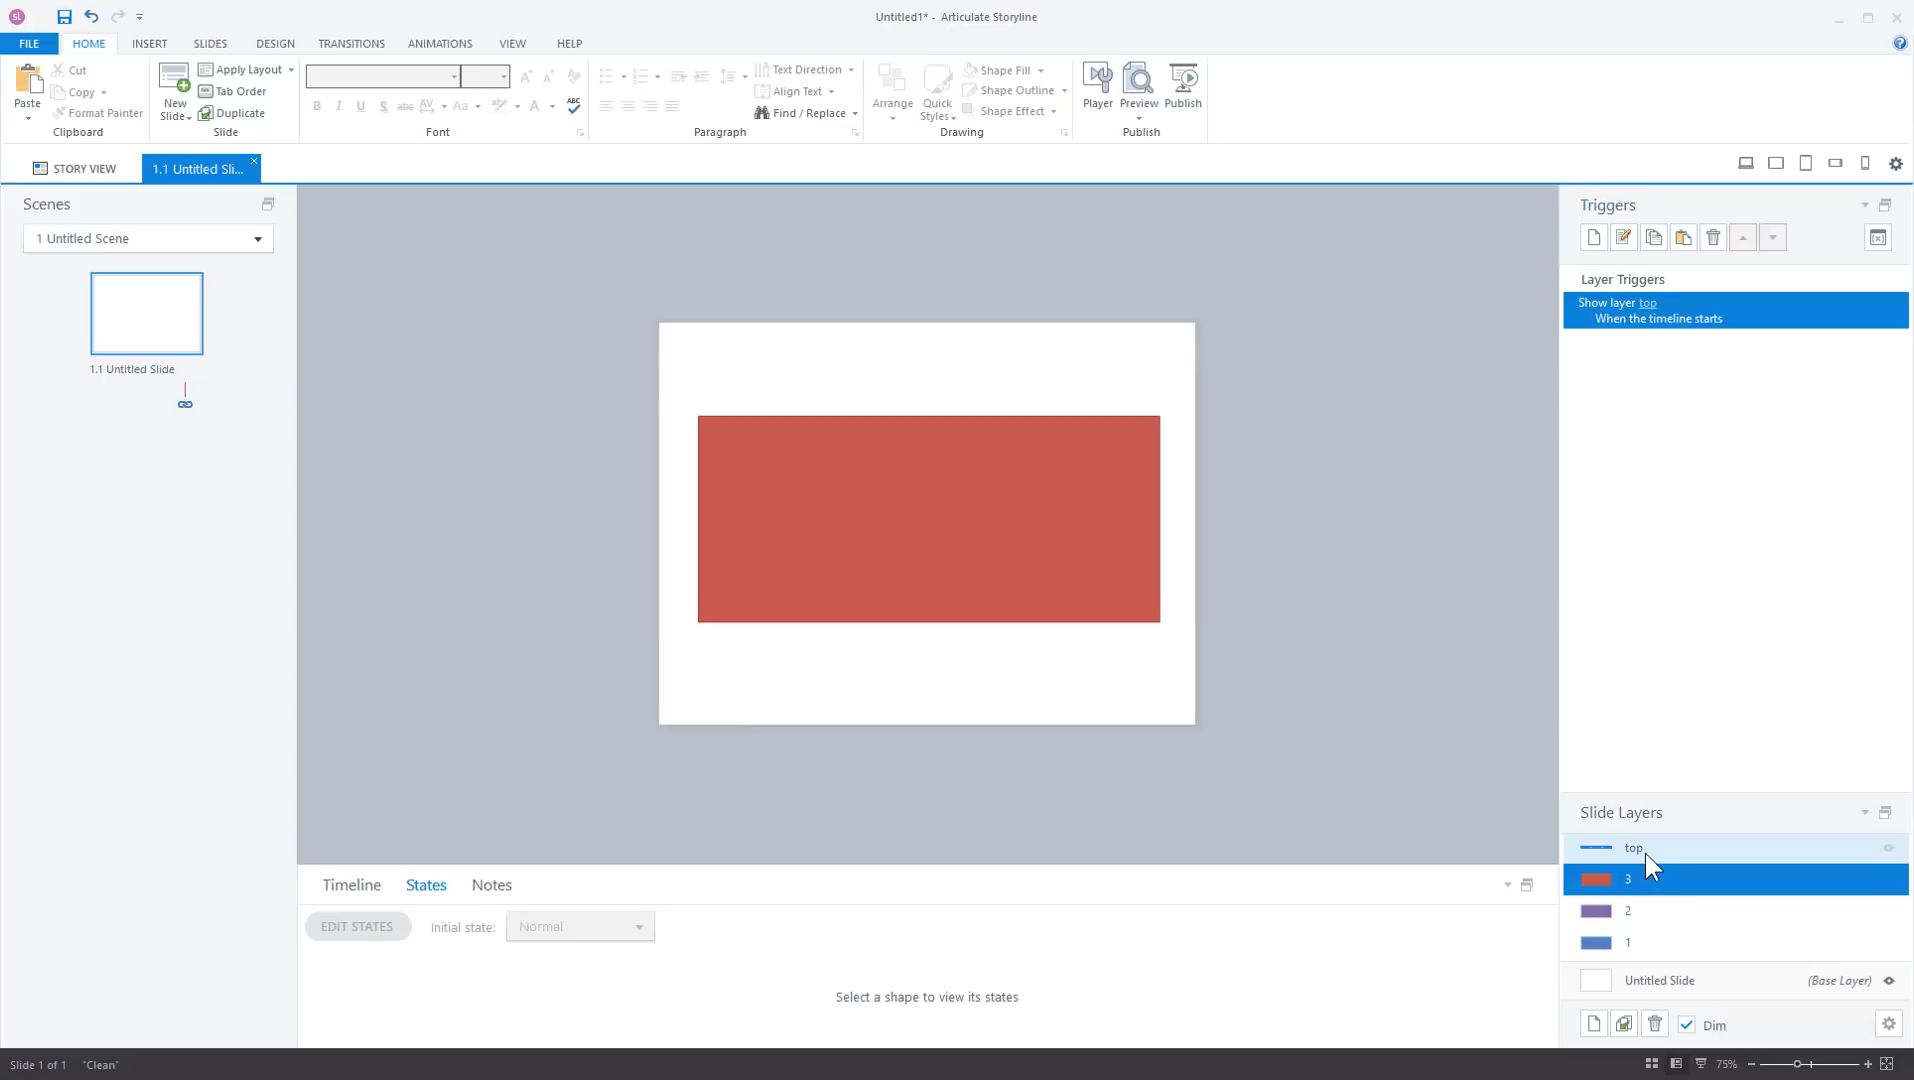 sl
Untitled1* - Articulate Storyline
FILE
HOME
INSERT
SLIDES
DESIGN
TRANSITIONS
ANIMATIONS
VIEW
HELP
Paste
Cut
Copy
Format Painter
Clipboard
New
Slide
Apply Layout
Tab Order
Duplicate
Slide
B I U S abc AV Aa A
ABC
Font
Text Direction
Align Text
Find / Replace
Paragraph
Arrange
Quick
Styles
Shape Fill
Shape Outline
Shape Effect
Drawing
Player
Preview
Publish
Publish
STORY VIEW
1.1 Untitled Sli...
Scenes
1 Untitled Scene
1.1 Untitled Slide
Triggers
Layer Triggers
Show layer top
When the timeline starts
Slide Layers
top
3
2
1
Untitled Slide (Base Layer)
Dim
Timeline
States
Notes
EDIT STATES
Initial state:
Normal
Select a shape to view its states
Slide 1 of 1
"Clean"
75%